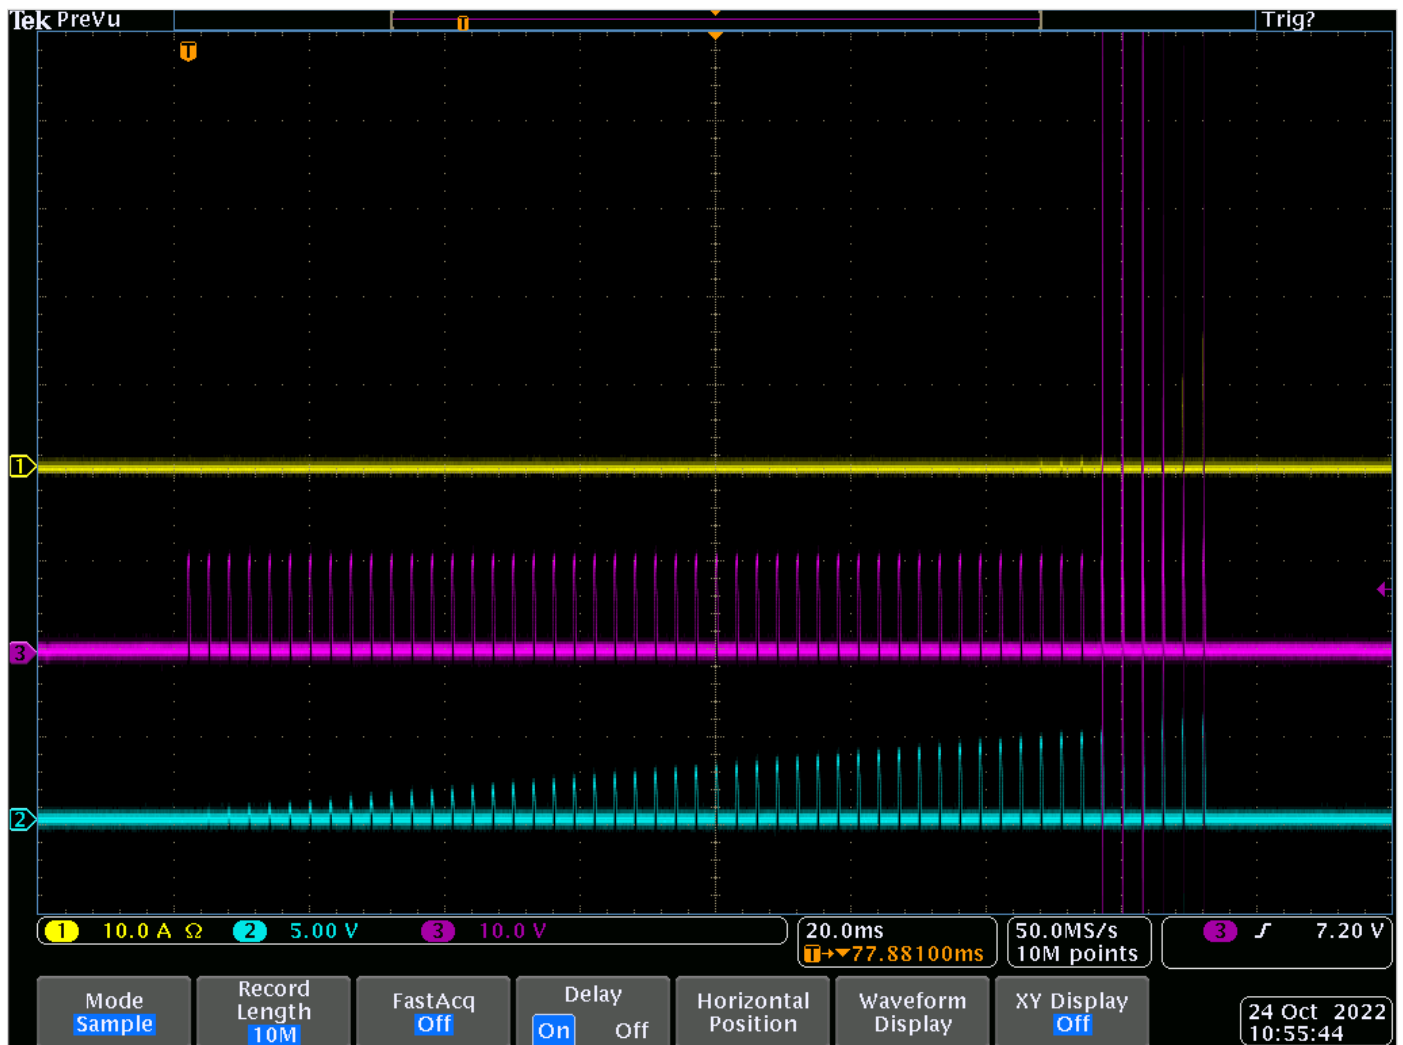 Tek PreVu T Trig?
T
1
3
2
1 10.0 A Ω 2 5.00 V 3 10.0 V
20.0ms
T→▼77.88100ms
50.0MS/s
10M points
3 7.20 V
Mode
Sample
Record
Length
10M
FastAcq
Off
Delay
On Off
Horizontal
Position
Waveform
Display
XY Display
Off
24 Oct 2022
10:55:44